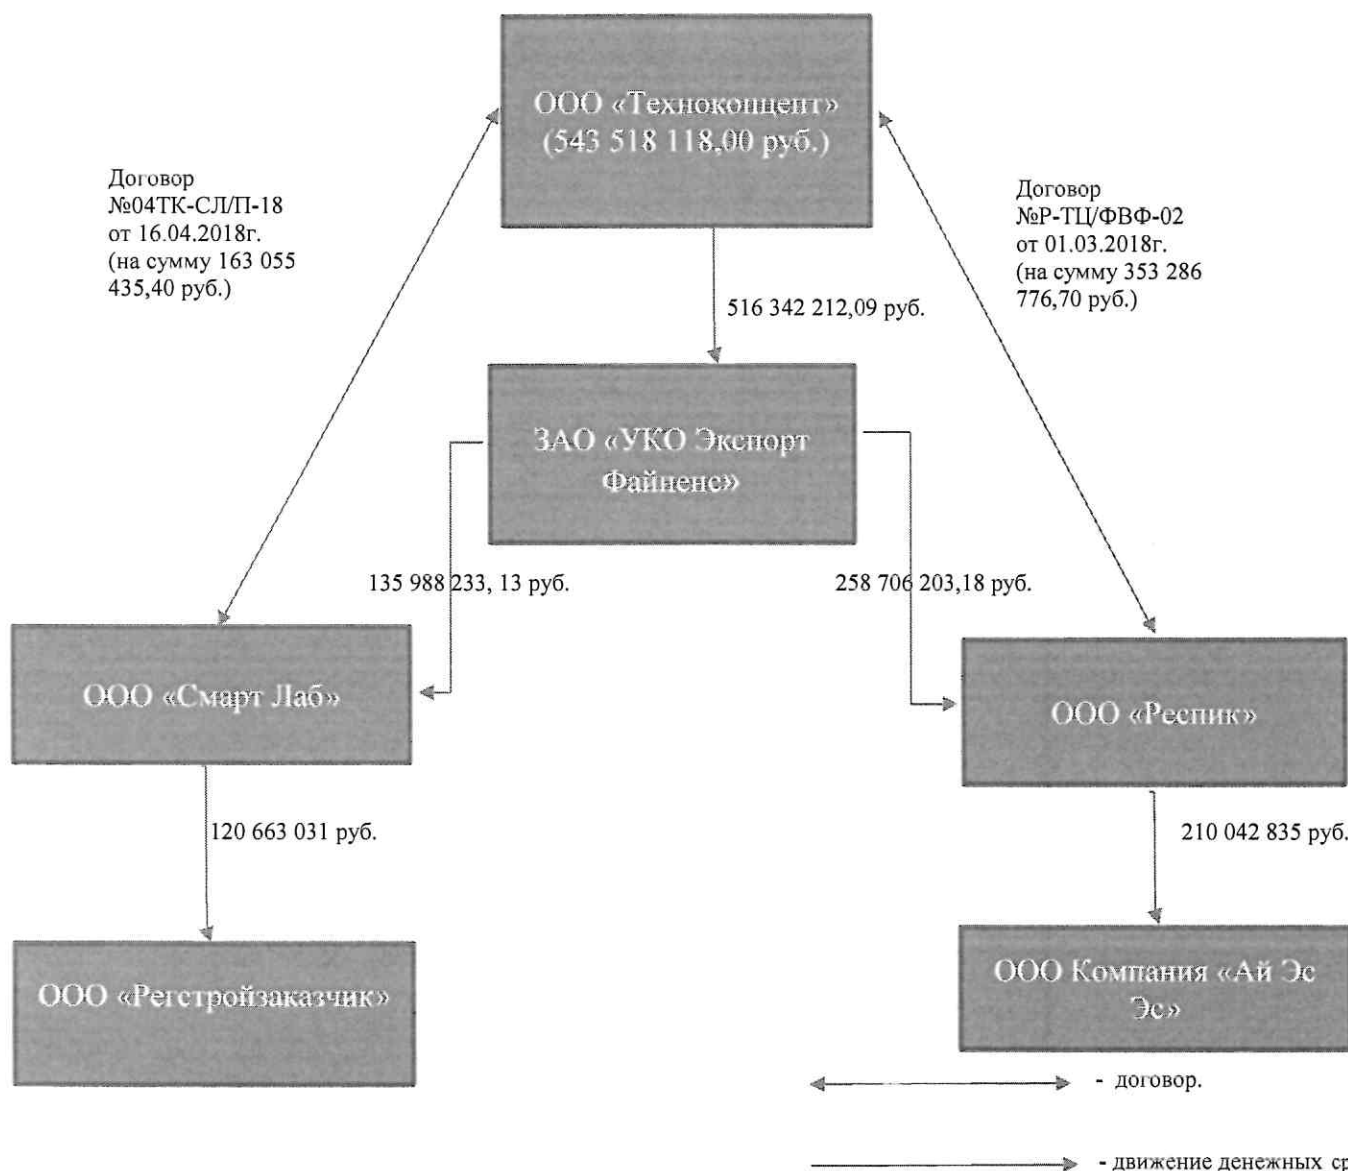 ООО «Техноконцепт»
(543 518 118,00 руб.)
Договор
№04ТК-СЛ/П-18
от 16.04.2018г.
(на сумму 163 055
435,40 руб.)
Договор
№Р-ТЦ/ФВФ-02
от 01.03.2018г.
(на сумму 353 286
776,70 руб.)
516 342 212,09 руб.
ЗАО «УКО Экспорт
Файненс»
135 988 233, 13 руб.
258 706 203,18 руб.
ООО «Смарт Лаб»
ООО «Респик»
120 663 031 руб.
210 042 835 руб.
ООО «Регстройзаказчик»
ООО Компания «Ай Эс
Эс»
- договор.
- движение денежных ср